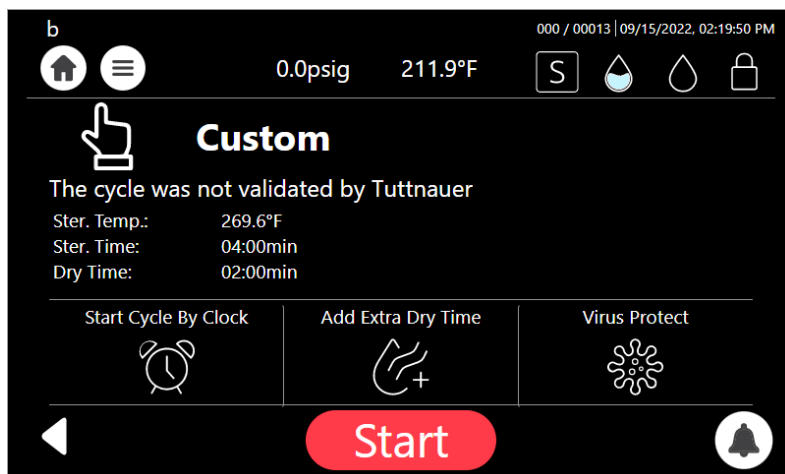 b
000 / 00013 | 09/15/2022, 02:19:50 PM
0.0psig 211.9°F S
Custom
The cycle was not validated by Tuttnauer
Ster. Temp.: 269.6°F
Ster. Time: 04:00min
Dry Time: 02:00min
Start Cycle By Clock Add Extra Dry Time Virus Protect
Start